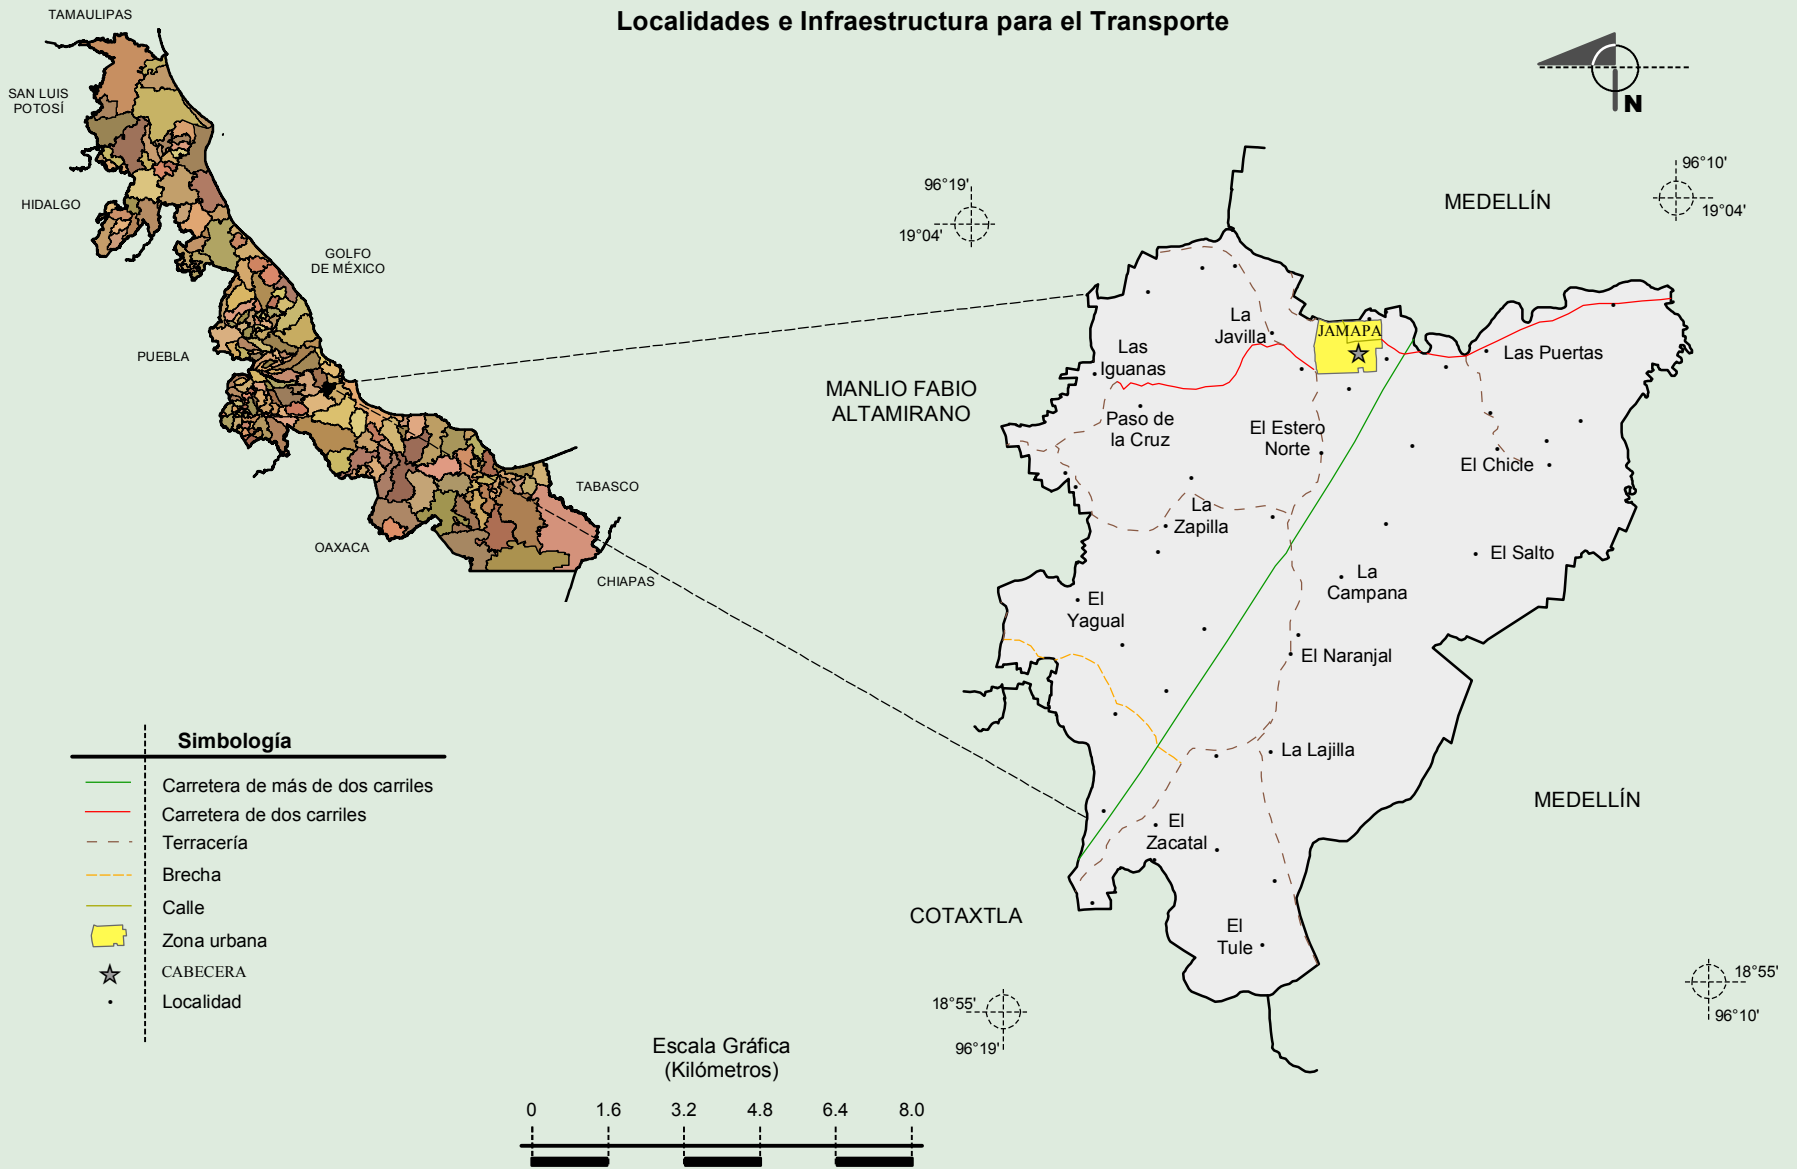 Localidades e Infraestructura para el Transporte
TAMAULIPAS
SAN LUIS
POTOSÍ
HIDALGO
GOLFO
DE MÉXICO
PUEBLA
TABASCO
OAXACA
CHIAPAS
N
96°19'
19°04'
96°10'
19°04'
MEDELLÍN
MANLIO FABIO
ALTAMIRANO
La
Javilla
JAMAPA
Las Puertas
Las
Iguanas
Paso de
la Cruz
El Estero
Norte
El Chicle
La
Zapilla
El Salto
La
Campana
El
Yagual
El Naranjal
La Lajilla
MEDELLÍN
El
Zacatal
COTAXTLA
El
Tule
18°55'
96°19'
18°55'
96°10'
Simbología
Carretera de más de dos carriles
Carretera de dos carriles
Terracería
Brecha
Calle
Zona urbana
CABECERA
Localidad
Escala Gráfica
(Kilómetros)
0 1.6 3.2 4.8 6.4 8.0